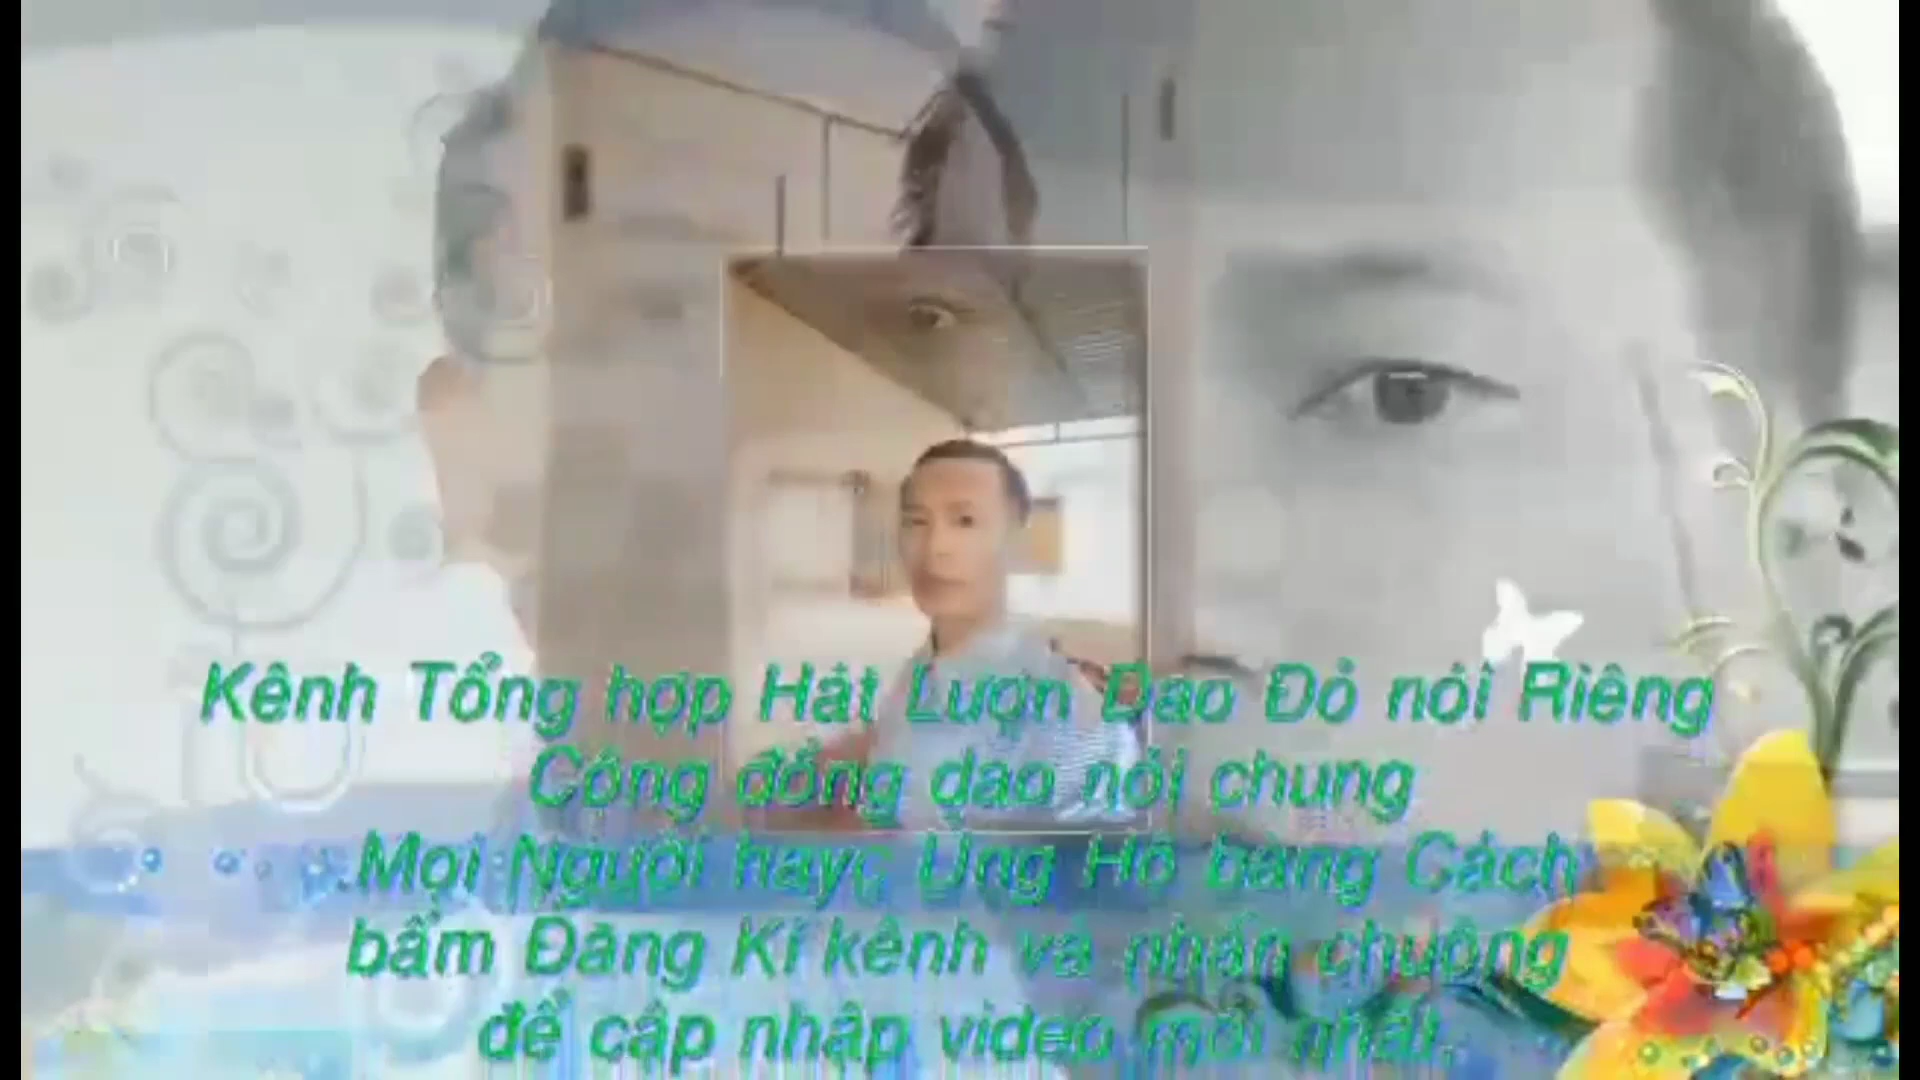 Kênh Tổng hợp Hát Lượn Dao Đỏ nói Riêng
Cộng đồng dao nói chung
Mọi Người hayc Ủng Hộ bằng Cách
bấm Đăng Kí kênh và nhấn chuông
để cập nhập video mới nhất.